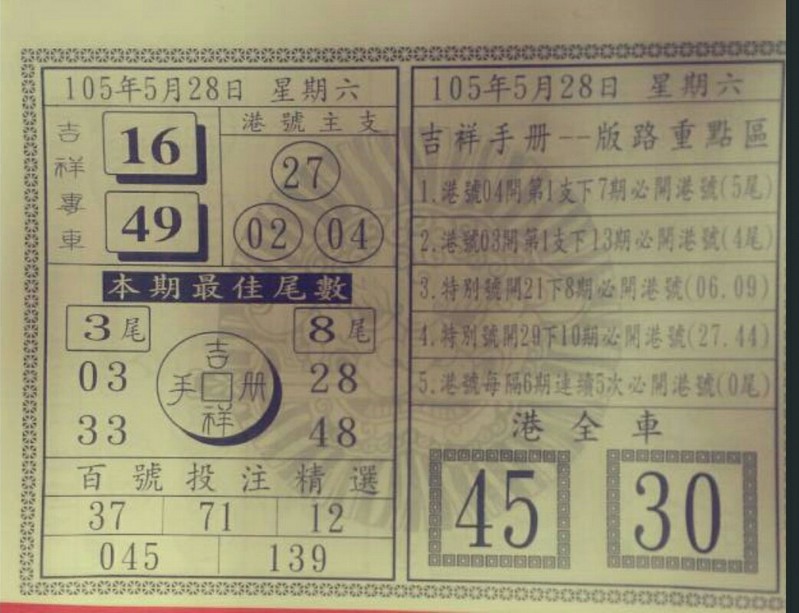 105年5月28日 星期六
吉祥專車
16
49
港號主支
27
02 04
本期最佳尾數
3尾 8尾
03 28
33 48
吉祥手册
百號投注精選
37 71 12
045 139
105年5月28日 星期六
吉祥手册--版路重點區
1.港號04開第1支下7期必開港號(5尾)
2.港號03開第1支下13期必開港號(4尾)
3.特別號開21下8期必開港號(06.09)
4.特別號開29下10期必開港號(27.44)
5.港號每隔6期連續5次必開港號(0尾)
港全車
45 30